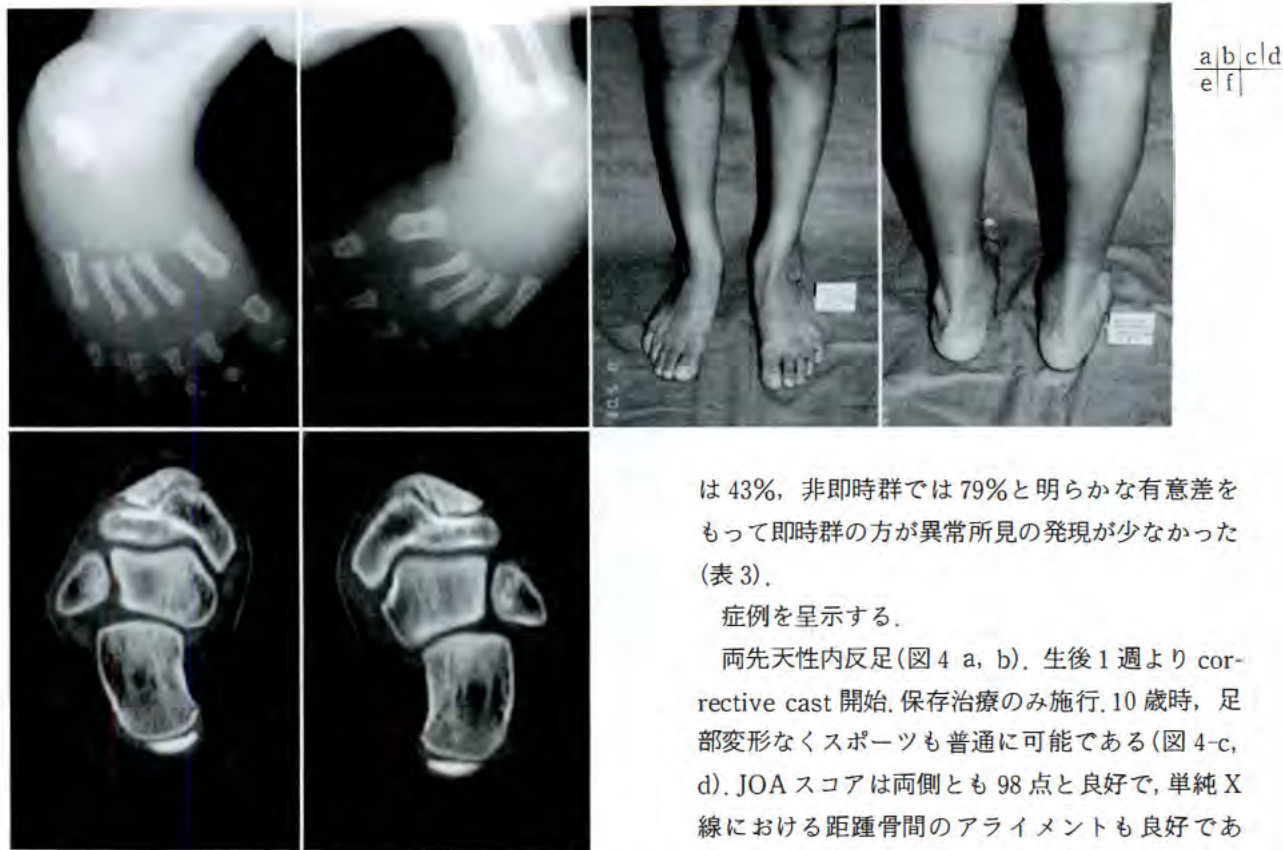 a b c d
e f
は 43%, 非即時群では 79%と明らかな有意差を
もって即時群の方が異常所見の発現が少なかった
(表 3).
症例を呈示する.
両先天性内反足(図 4 a, b). 生後 1 週より cor-
rective cast 開始. 保存治療のみ施行. 10 歳時, 足
部変形なくスポーツも普通に可能である(図 4-c,
d). JOA スコアは両側とも 98 点と良好で, 単純 X
線における距踵骨間のアライメントも良好であ